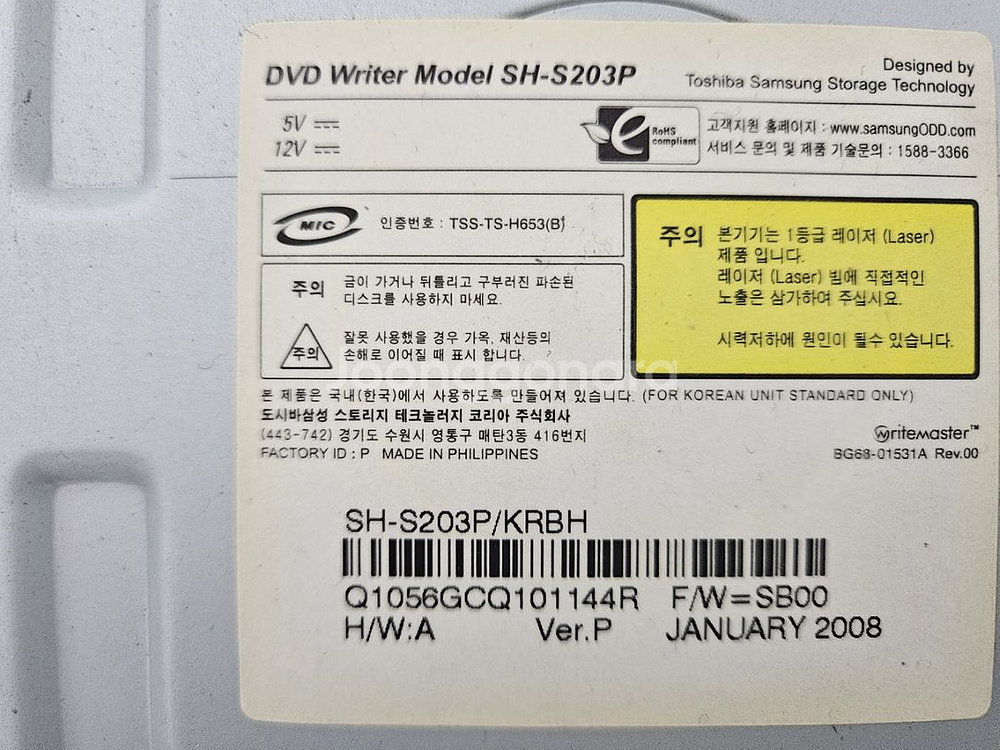 DVD Writer Model SH-S203P
Designed by
Toshiba Samsung Storage Technology
5V
12V
e RoHS
compliant
고객지원 홈페이지 : www.samsungODD.com
서비스 문의 및 제품 기술문의 : 1588-3366
MIC 인증번호 : TSS-TS-H653(B)
주의 금이 가거나 뒤틀리고 구부러진 파손된
디스크를 사용하지 마세요.
주의 잘못 사용했을 경우 가옥, 재산등의
손해로 이어질 때 표시 합니다.
주의 본기기는 1등급 레이저 (Laser)
제품 입니다.
레이저 (Laser) 빔에 직접적인
노출은 삼가하여 주십시요.
시력저하에 원인이 될수 있습니다.
joonggonara
본 제품은 국내(한국)에서 사용하도록 만들어져 있습니다. (FOR KOREAN UNIT STANDARD ONLY)
도시바삼성 스토리지 테크놀러지 코리아 주식회사
(443-742) 경기도 수원시 영통구 매탄3동 416번지
FACTORY ID : P MADE IN PHILIPPINES
Writemaster™
BG68-01531A Rev.00
SH-S203P/KRBH
Q1056GCQ101144R F/W=SB00
H/W:A Ver.P JANUARY 2008